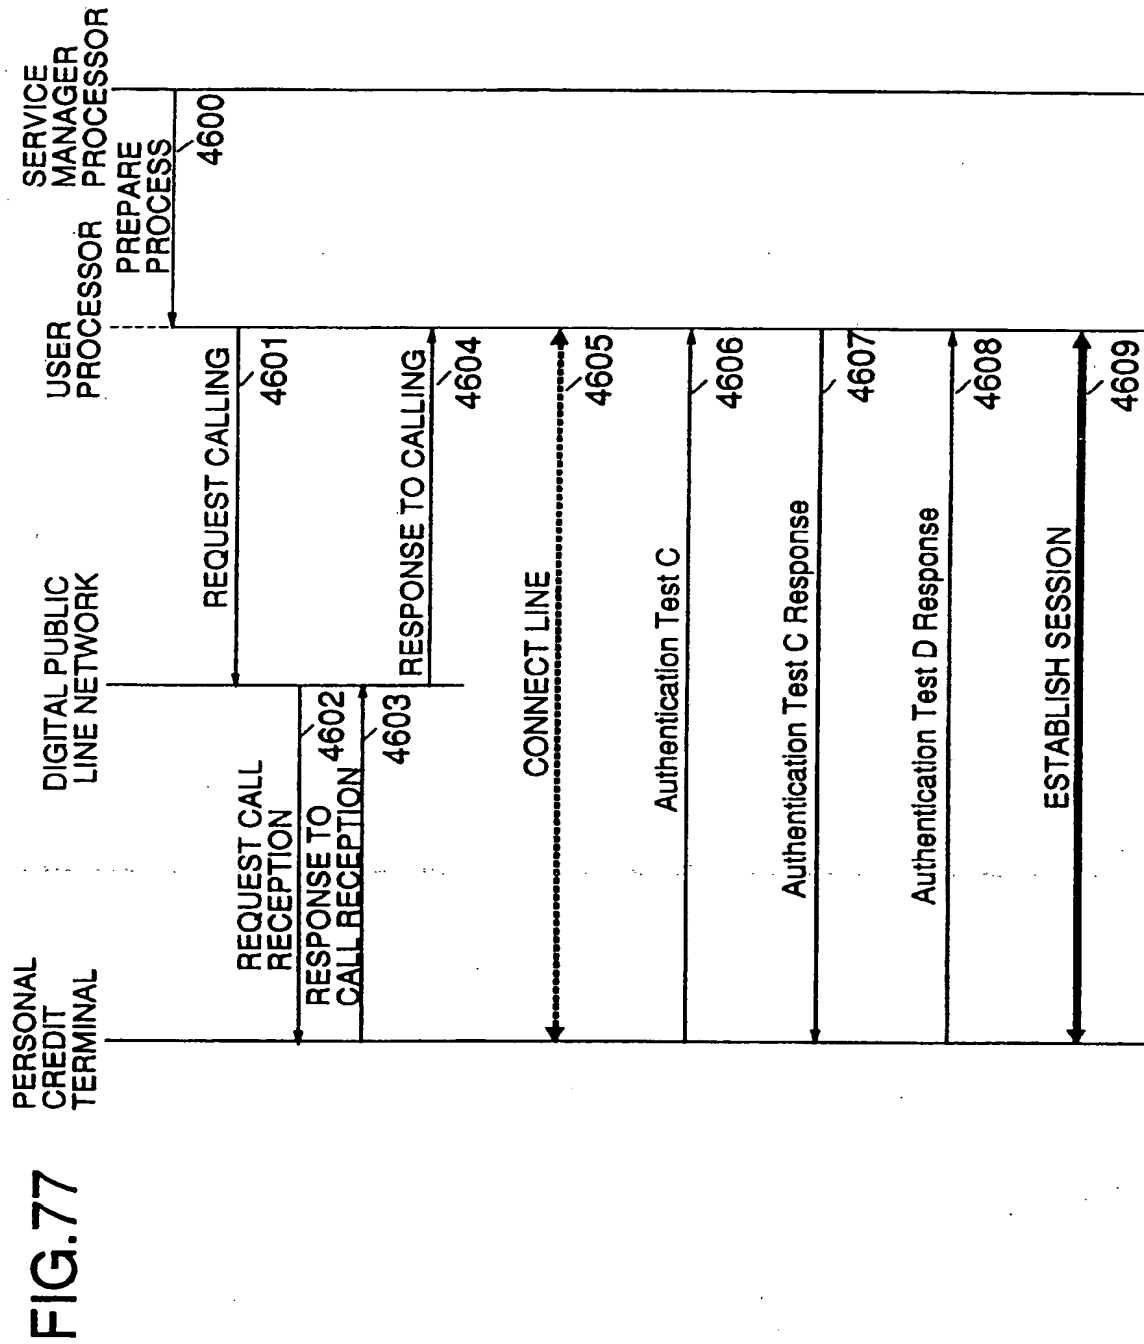 FIG.77
PERSONAL
CREDIT
TERMINAL
DIGITAL PUBLIC
LINE NETWORK
USER
PROCESSOR
SERVICE
MANAGER
PROCESSOR
PREPARE
PROCESS
4600
REQUEST CALLING
4601
REQUEST CALL
RECEPTION
4602
RESPONSE TO
CALL RECEPTION
4603
RESPONSE TO CALLING
4604
CONNECT LINE
4605
Authentication Test C
4606
Authentication Test C Response
4607
Authentication Test D Response
4608
ESTABLISH SESSION
4609